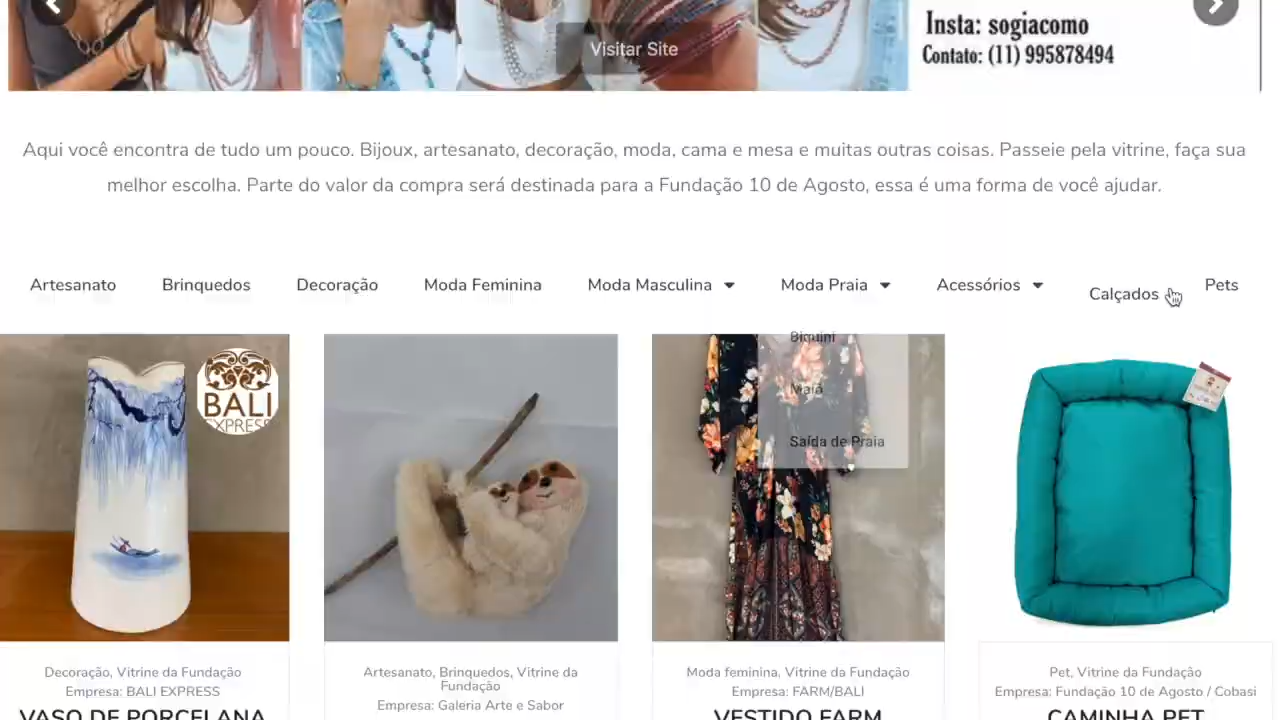 Insta: sogiacomo
Visitar Site
Contato: (11) 995878494
Aqui você encontra de tudo um pouco. Bijoux, artesanato, decoração, moda, cama e mesa e muitas outras coisas. Passeie pela vitrine, faça sua
melhor escolha. Parte do valor da compra será destinada para a Fundação 10 de Agosto, essa é uma forma de você ajudar.
Artesanato Brinquedos Decoração Moda Feminina Moda Masculina Moda Praia Acessórios Calçados Pets
Biquini
Maiô
Saída de Praia
BALI
EXPRESS
Decoração, Vitrine da Fundação
Empresa: BALI EXPRESS
VASO DE PORCELANA
Artesanato, Brinquedos, Vitrine da
Fundação
Empresa: Galeria Arte e Sabor
Moda feminina, Vitrine da Fundação
Empresa: FARM/BALI
VESTIDO FARM
Pet, Vitrine da Fundação
Empresa: Fundação 10 de Agosto / Cobasi
CAMINHA PET